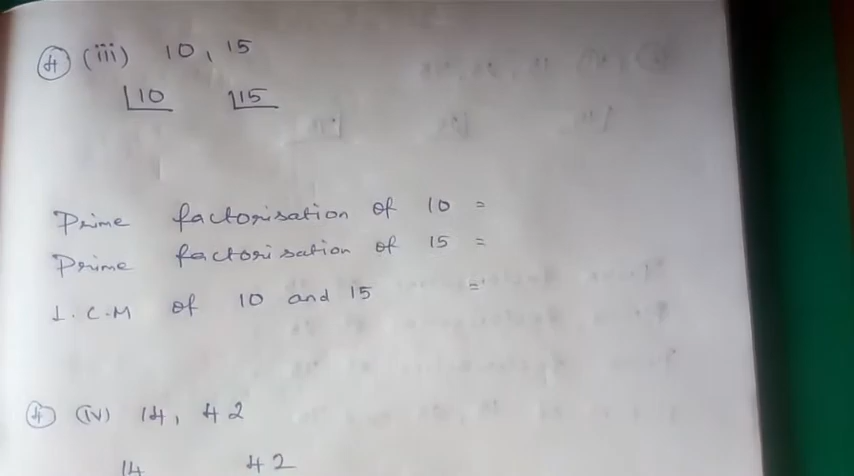 4 (iii) 10, 15
10 15
Prime factorisation of 10 =
Prime factorisation of 15 =
L.C.M of 10 and 15 =
4 (iv) 14, 42
14 42